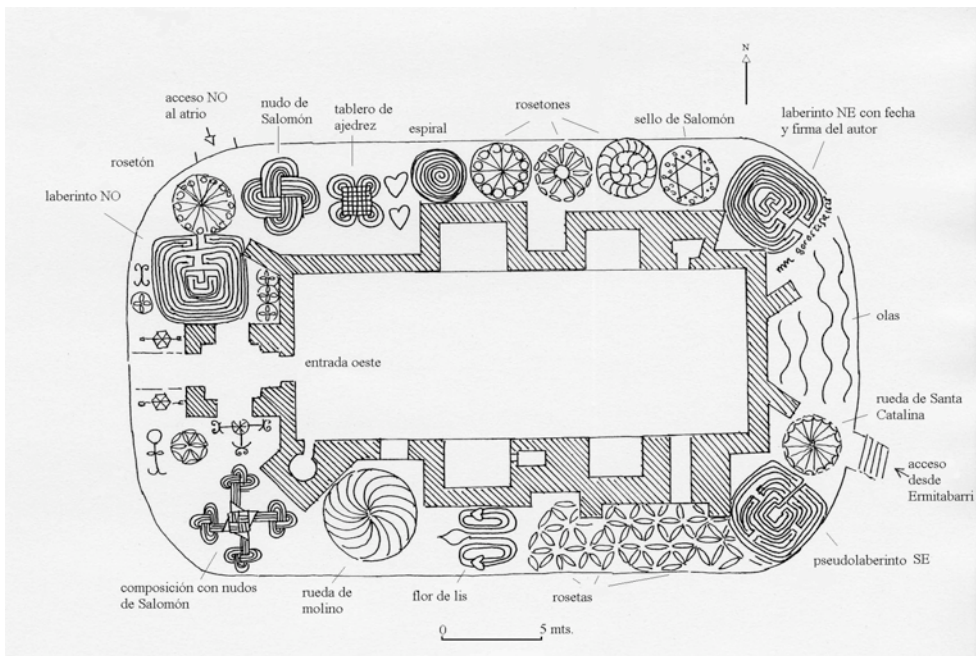 N
acceso NO
al atrio
nudo de
Salomón
tablero de
ajedrez
espiral
rosetones
sello de Salomón
laberinto NE con fecha
y firma del autor
rosetón
laberinto NO
olas
entrada oeste
rueda de Santa
Catalina
acceso
desde
Ermitabarri
pseudolaberinto SE
composición con nudos
de Salomón
rueda de
molino
flor de lis
rosetas
0 5 mts.